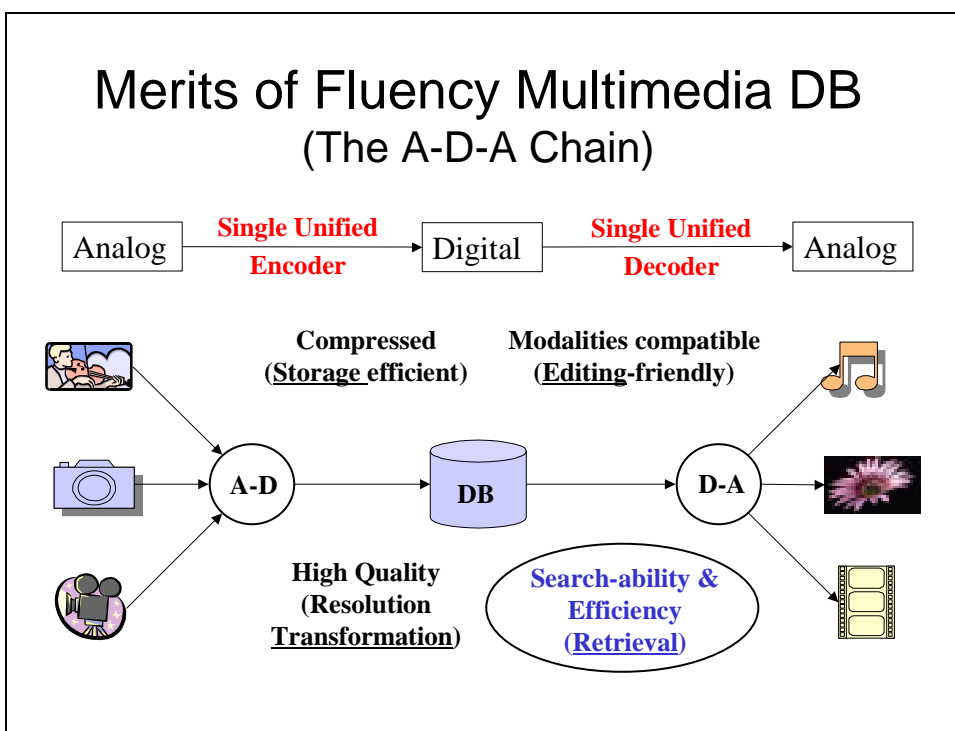 Merits of Fluency Multimedia DB
(The A-D-A Chain)
Analog
Single Unified
Encoder
Digital
Single Unified
Decoder
Analog
Compressed
(Storage efficient)
Modalities compatible
(Editing-friendly)
A-D
DB
D-A
High Quality
(Resolution
Transformation)
Search-ability &
Efficiency
(Retrieval)